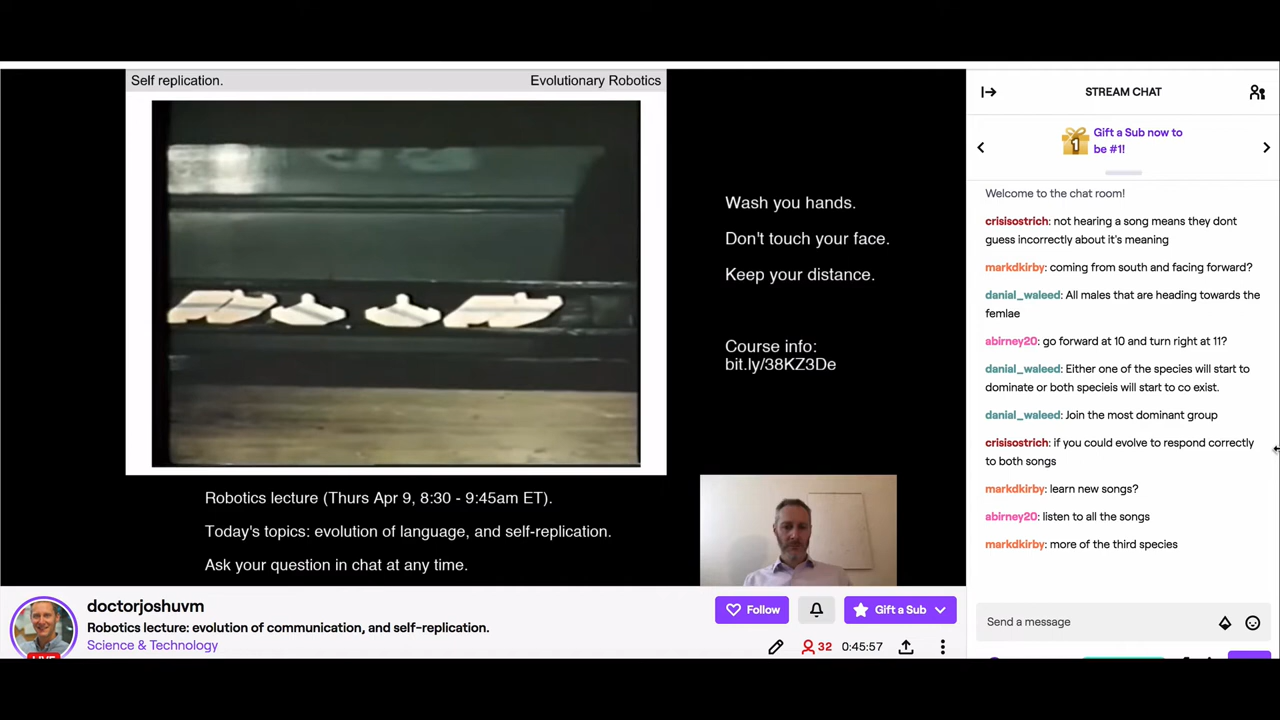 Self replication.
Evolutionary Robotics
Wash you hands.
Don't touch your face.
Keep your distance.
Course info:
bit.ly/38KZ3De
Robotics lecture (Thurs Apr 9, 8:30 - 9:45am ET).
Today's topics: evolution of language, and self-replication.
Ask your question in chat at any time.
doctorjoshuvm
Robotics lecture: evolution of communication, and self-replication.
Science & Technology
LIVE
Follow
Gift a Sub
32
0:45:57
STREAM CHAT
1
Gift a Sub now to
be #1!
Welcome to the chat room!
crisisostrich: not hearing a song means they dont
guess incorrectly about it's meaning
markdkirby: coming from south and facing forward?
danial_waleed: All males that are heading towards the
femlae
abirney20: go forward at 10 and turn right at 11?
danial_waleed: Either one of the species will start to
dominate or both specieis will start to co exist.
danial_waleed: Join the most dominant group
crisisostrich: if you could evolve to respond correctly
to both songs
markdkirby: learn new songs?
abirney20: listen to all the songs
markdkirby: more of the third species
Send a message